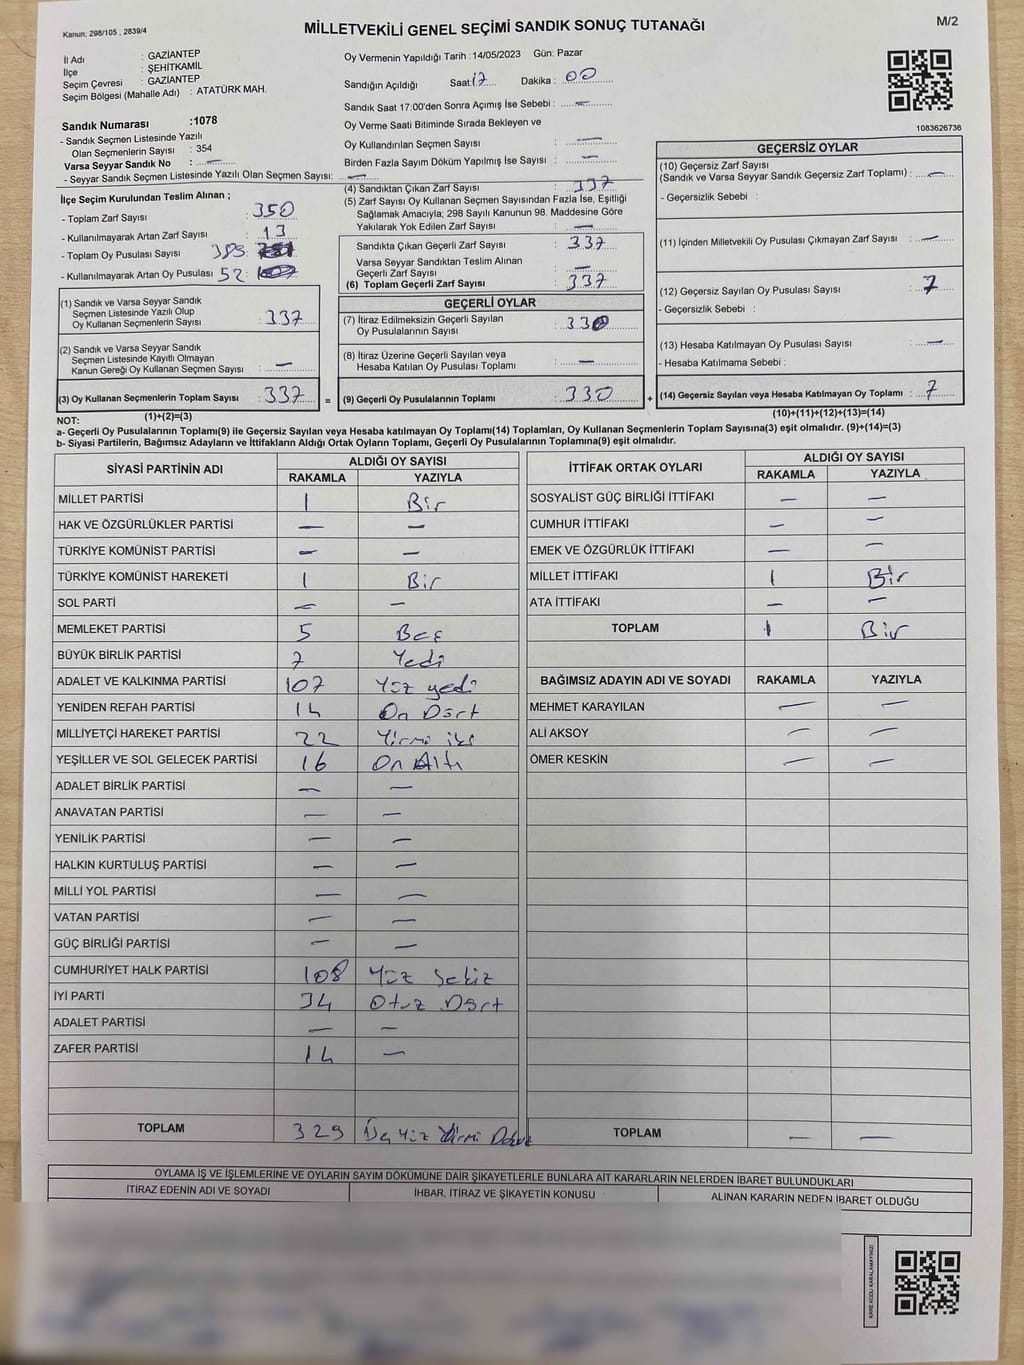 Kanun; 298/105 , 2839/4
MİLLETVEKİLİ GENEL SEÇİMİ SANDIK SONUÇ TUTANAĞI
M/2
İl Adı : GAZİANTEP
İlçe : ŞEHİTKAMİL
Seçim Çevresi : GAZİANTEP
Seçim Bölgesi (Mahalle Adı) : ATATÜRK MAH.
Sandık Numarası :1078
- Sandık Seçmen Listesinde Yazılı
Olan Seçmenlerin Sayısı : 354
Varsa Seyyar Sandık No : —
- Seyyar Sandık Seçmen Listesinde Yazılı Olan Seçmen Sayısı: —
Oy Vermenin Yapıldığı Tarih :14/05/2023 Gün: Pazar
Sandığın Açıldığı Saat: 17 Dakika : 00
Sandık Saat 17:00'den Sonra Açımış İse Sebebi : —
Oy Verme Saati Bitiminde Sırada Bekleyen ve
Oy Kullandırılan Seçmen Sayısı : —
Birden Fazla Sayım Döküm Yapılmış İse Sayısı : —
1083626736
İlçe Seçim Kurulundan Teslim Alınan ;
- Toplam Zarf Sayısı : 350
- Kullanılmayarak Artan Zarf Sayısı : 13
- Toplam Oy Pusulası Sayısı 389
- Kullanılmayarak Artan Oy Pusulası 52
(1) Sandık ve Varsa Seyyar Sandık
Seçmen Listesinde Yazılı Olup
Oy Kullanan Seçmenlerin Sayısı : 337
(2) Sandık ve Varsa Seyyar Sandık
Seçmen Listesinde Kayıtlı Olmayan
Kanun Gereği Oy Kullanan Seçmen Sayısı : —
(3) Oy Kullanan Seçmenlerin Toplam Sayısı : 337 =
(1)+(2)=(3)
(4) Sandıktan Çıkan Zarf Sayısı : 337
(5) Zarf Sayısı Oy Kullanan Seçmen Sayısından Fazla İse, Eşitliği
Sağlamak Amacıyla; 298 Sayılı Kanunun 98. Maddesine Göre
Yakılarak Yok Edilen Zarf Sayısı : —
Sandıkta Çıkan Geçerli Zarf Sayısı : 337
Varsa Seyyar Sandıktan Teslim Alınan
Geçerli Zarf Sayısı : —
(6) Toplam Geçerli Zarf Sayısı : 337
GEÇERLİ OYLAR
(7) İtiraz Edilmeksizin Geçerli Sayılan
Oy Pusulalarının Sayısı : 330
(8) İtiraz Üzerine Geçerli Sayılan veya
Hesaba Katılan Oy Pusulası Toplamı : —
(9) Geçerli Oy Pusulalarının Toplamı : 330 +
GEÇERSİZ OYLAR
(10) Geçersiz Zarf Sayısı
(Sandık ve Varsa Seyyar Sandık Geçersiz Zarf Toplamı) : —
- Geçersizlik Sebebi :
(11) İçinden Milletvekili Oy Pusulası Çıkmayan Zarf Sayısı : —
(12) Geçersiz Sayılan Oy Pusulası Sayısı : 7
- Geçersizlik Sebebi :
(13) Hesaba Katılmayan Oy Pusulası Sayısı : —
- Hesaba Katılmama Sebebi :
(14) Geçersiz Sayılan veya Hesaba Katılmayan Oy Toplamı : 7
(10)+(11)+(12)+(13)=(14)
NOT:
a- Geçerli Oy Pusulalarının Toplamı(9) ile Geçersiz Sayılan veya Hesaba katılmayan Oy Toplamı(14) Toplamları, Oy Kullanan Seçmenlerin Toplam Sayısına(3) eşit olmalıdır. (9)+(14)=(3)
b- Siyasi Partilerin, Bağımsız Adayların ve İttifakların Aldığı Ortak Oyların Toplamı, Geçerli Oy Pusulalarının Toplamına(9) eşit olmalıdır.
SİYASİ PARTİNİN ADI ALDIĞI OY SAYISI
RAKAMLA YAZIYLA
MİLLET PARTİSİ 1 Bir
HAK VE ÖZGÜRLÜKLER PARTİSİ — —
TÜRKİYE KOMÜNİST PARTİSİ — —
TÜRKİYE KOMÜNİST HAREKETİ 1 Bir
SOL PARTİ — —
MEMLEKET PARTİSİ 5 Beş
BÜYÜK BİRLİK PARTİSİ 7 Yedi
ADALET VE KALKINMA PARTİSİ 107 Yüz yedi
YENİDEN REFAH PARTİSİ 14 On Dört
MİLLİYETÇİ HAREKET PARTİSİ 22 Yirmi iki
YEŞİLLER VE SOL GELECEK PARTİSİ 16 On Altı
ADALET BİRLİK PARTİSİ — —
ANAVATAN PARTİSİ — —
YENİLİK PARTİSİ — —
HALKIN KURTULUŞ PARTİSİ — —
MİLLİ YOL PARTİSİ — —
VATAN PARTİSİ — —
GÜÇ BİRLİĞİ PARTİSİ — —
CUMHURİYET HALK PARTİSİ 108 Yüz Sekiz
İYİ PARTİ 34 Otuz Dört
ADALET PARTİSİ — —
ZAFER PARTİSİ 14 —
TOPLAM 329 Üç Yüz Yirmi Dokuz
İTTİFAK ORTAK OYLARI ALDIĞI OY SAYISI
RAKAMLA YAZIYLA
SOSYALİST GÜÇ BİRLİĞİ İTTİFAKI — —
CUMHUR İTTİFAKI — —
EMEK VE ÖZGÜRLÜK İTTİFAKI — —
MİLLET İTTİFAKI 1 Bir
ATA İTTİFAKI — —
TOPLAM 1 Bir
BAĞIMSIZ ADAYIN ADI VE SOYADI RAKAMLA YAZIYLA
MEHMET KARAYILAN — —
ALİ AKSOY — —
ÖMER KESKİN — —
TOPLAM — —
OYLAMA İŞ VE İŞLEMLERİNE VE OYLARIN SAYIM DÖKÜMÜNE DAİR ŞİKAYETLERLE BUNLARA AİT KARARLARIN NELERDEN İBARET BULUNDUKLARI
İTİRAZ EDENİN ADI VE SOYADI İHBAR, İTİRAZ VE ŞİKAYETİN KONUSU ALINAN KARARIN NEDEN İBARET OLDUĞU
KARE KODU KARALAMAYINIZ!